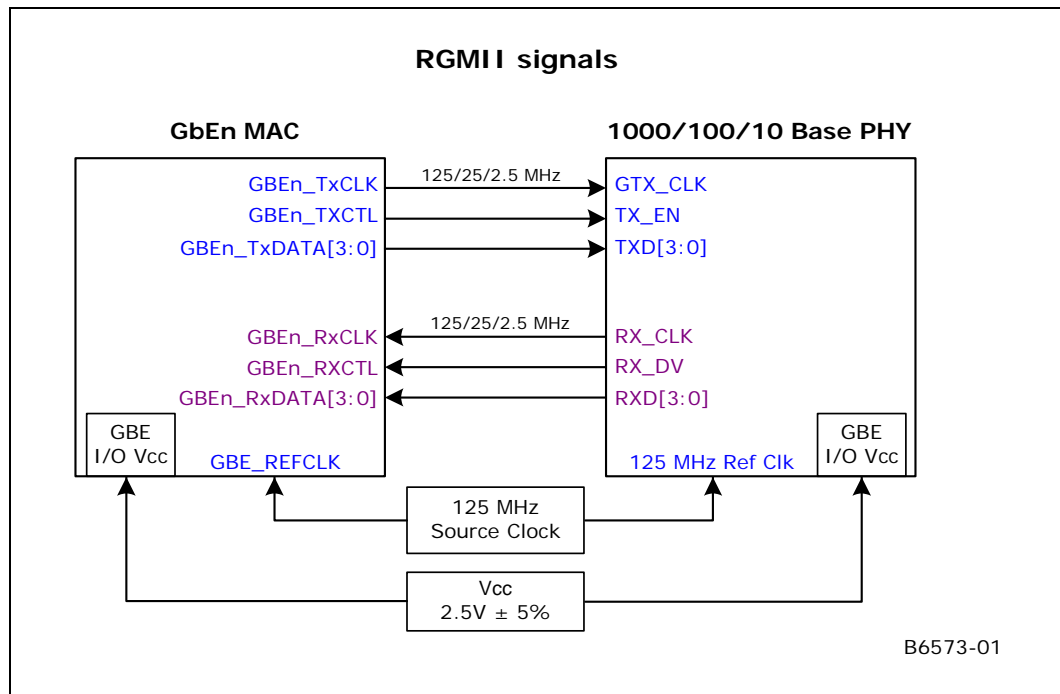 RGMII signals
GbEn MAC
1000/100/10 Base PHY
GBEn_TxCLK
125/25/2.5 MHz
GTX_CLK
GBEn_TXCTL
TX_EN
GBEn_TxDATA[3:0]
TXD[3:0]
GBEn_RxCLK
125/25/2.5 MHz
RX_CLK
GBEn_RXCTL
RX_DV
GBEn_RxDATA[3:0]
RXD[3:0]
GBE
I/O Vcc
GBE_REFCLK
125 MHz Ref Clk
GBE
I/O Vcc
125 MHz
Source Clock
Vcc
2.5V ± 5%
B6573-01